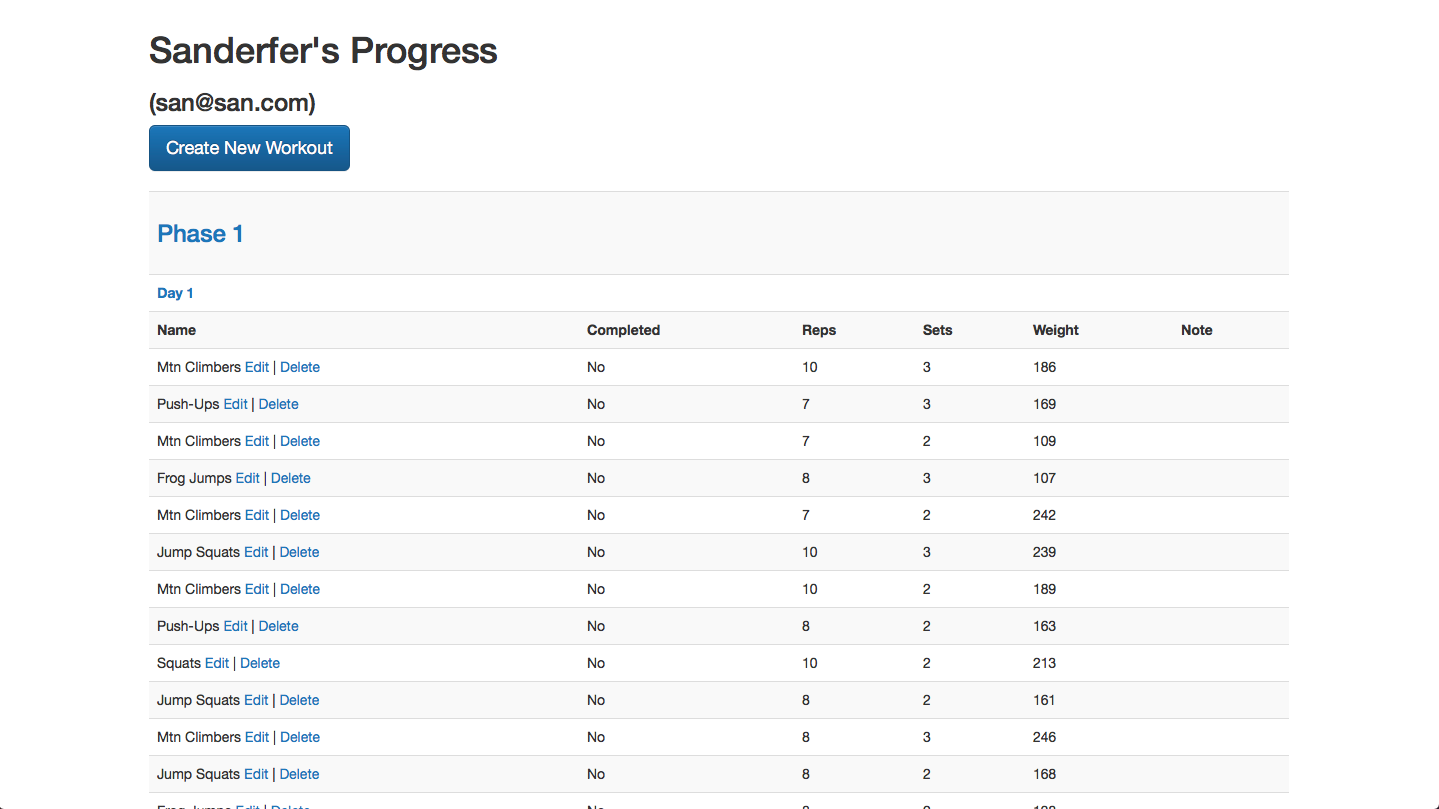 Sanderfer's Progress
(san@san.com)
Create New Workout
Phase 1
Day 1
Name Completed Reps Sets Weight Note
Mtn Climbers Edit | Delete No 10 3 186
Push-Ups Edit | Delete No 7 3 169
Mtn Climbers Edit | Delete No 7 2 109
Frog Jumps Edit | Delete No 8 3 107
Mtn Climbers Edit | Delete No 7 2 242
Jump Squats Edit | Delete No 10 3 239
Mtn Climbers Edit | Delete No 10 2 189
Push-Ups Edit | Delete No 8 2 163
Squats Edit | Delete No 10 2 213
Jump Squats Edit | Delete No 8 2 161
Mtn Climbers Edit | Delete No 8 3 246
Jump Squats Edit | Delete No 8 2 168
Frog Jumps Edit | Delete No